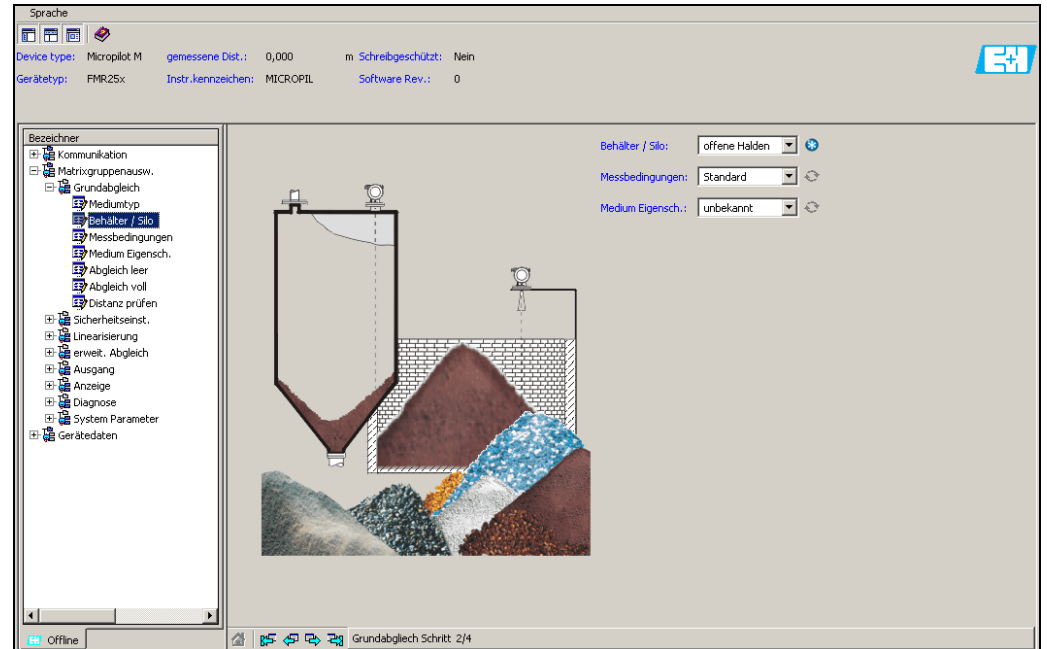 Sprache
Device type: Micropilot M gemessene Dist.: 0,000 m Schreibgeschützt: Nein
Gerätetyp: FMR25x Instr.kennzeichen: MICROPIL Software Rev.: 0
E+H
Bezeichner
Kommunikation
Matrixgruppenausw.
Grundabgleich
Mediumtyp
Behälter / Silo
Messbedingungen
Medium Eigensch.
Abgleich leer
Abgleich voll
Distanz prüfen
Sicherheitseinst.
Linearisierung
erweit. Abgleich
Ausgang
Anzeige
Diagnose
System Parameter
Gerätedaten
Behälter / Silo: offene Halden
Messbedingungen: Standard
Medium Eigensch.: unbekannt
Offline
Grundabgliech Schritt 2/4